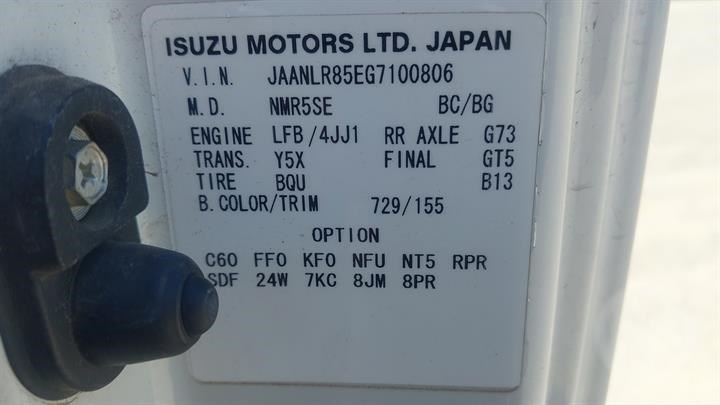 ISUZU MOTORS LTD. JAPAN
V.I.N. JAANLR85EG7100806
M.D. NMR5SE BC/BG
ENGINE LFB/4JJ1 RR AXLE G73
TRANS. Y5X FINAL GT5
TIRE BQU B13
B.COLOR/TRIM 729/155
OPTION
C60 FF0 KF0 NFU NT5 RPR
SDF 24W 7KC 8JM 8PR